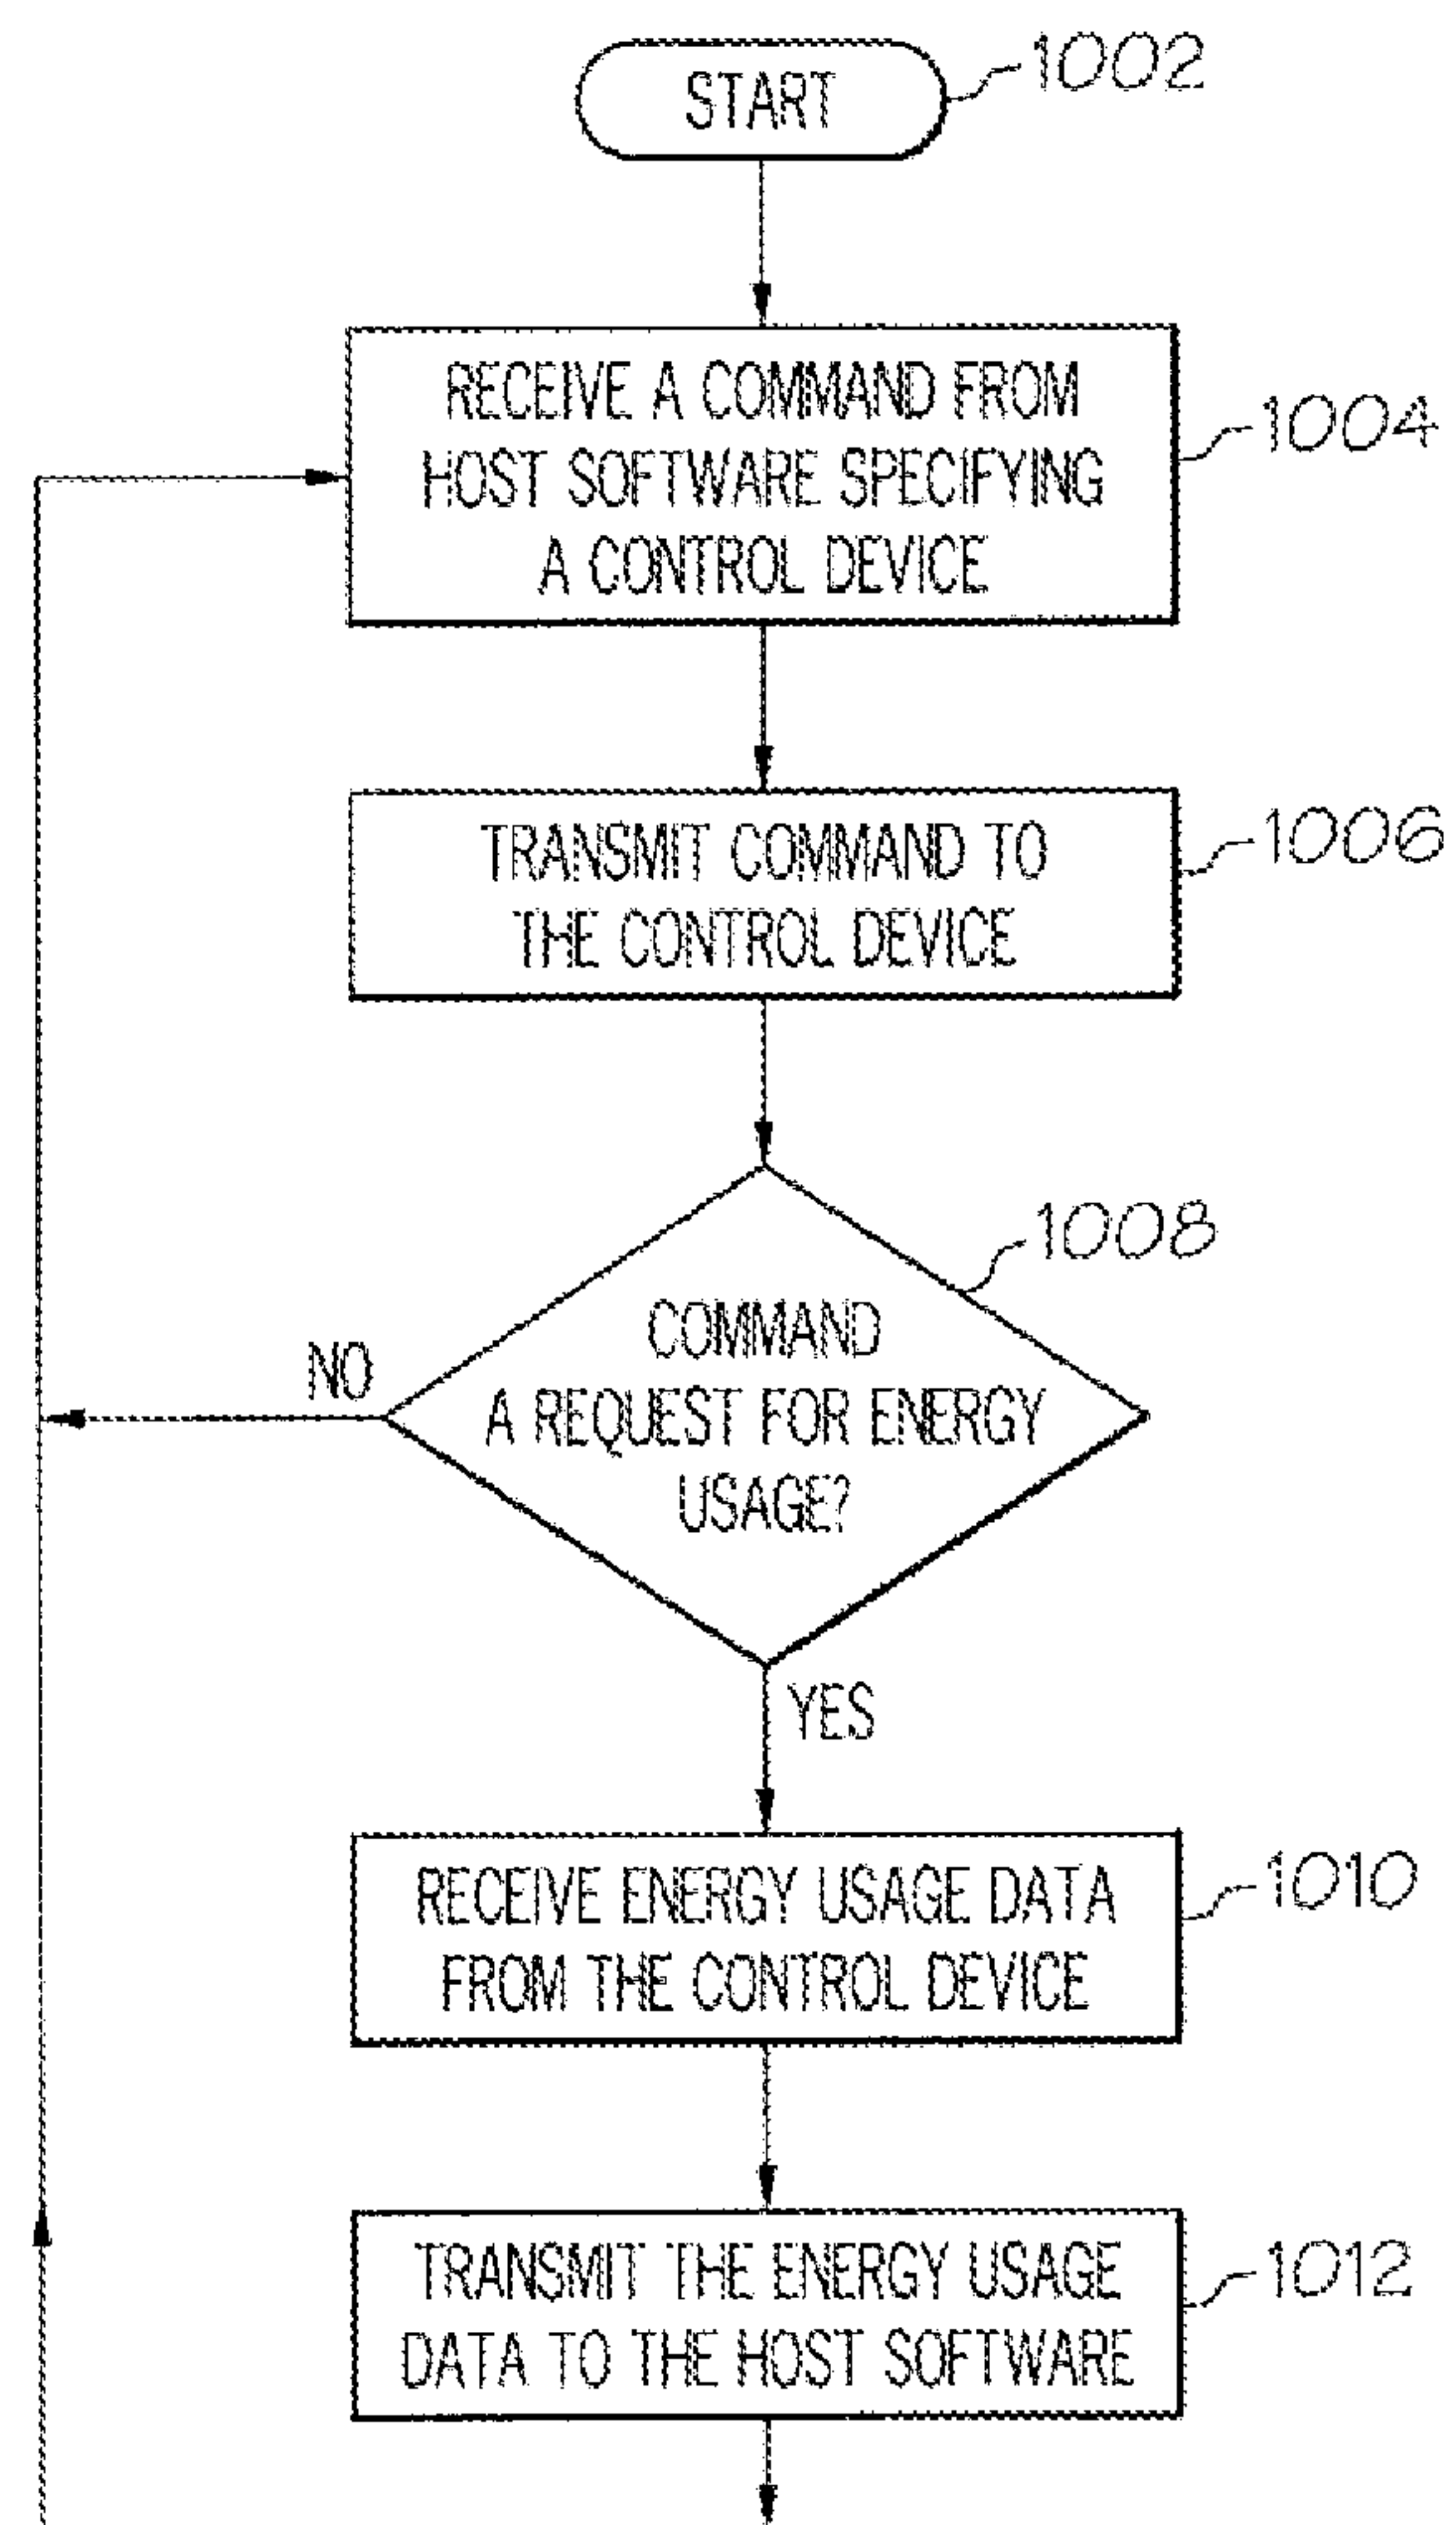 START
1002
RECEIVE A COMMAND FROM
HOST SOFTWARE SPECIFYING
A CONTROL DEVICE
1004
TRANSMIT COMMAND TO
THE CONTROL DEVICE
1006
1008
COMMAND
A REQUEST FOR ENERGY
USAGE?
NO
YES
RECEIVE ENERGY USAGE DATA
FROM THE CONTROL DEVICE
1010
TRANSMIT THE ENERGY USAGE
DATA TO THE HOST SOFTWARE
1012